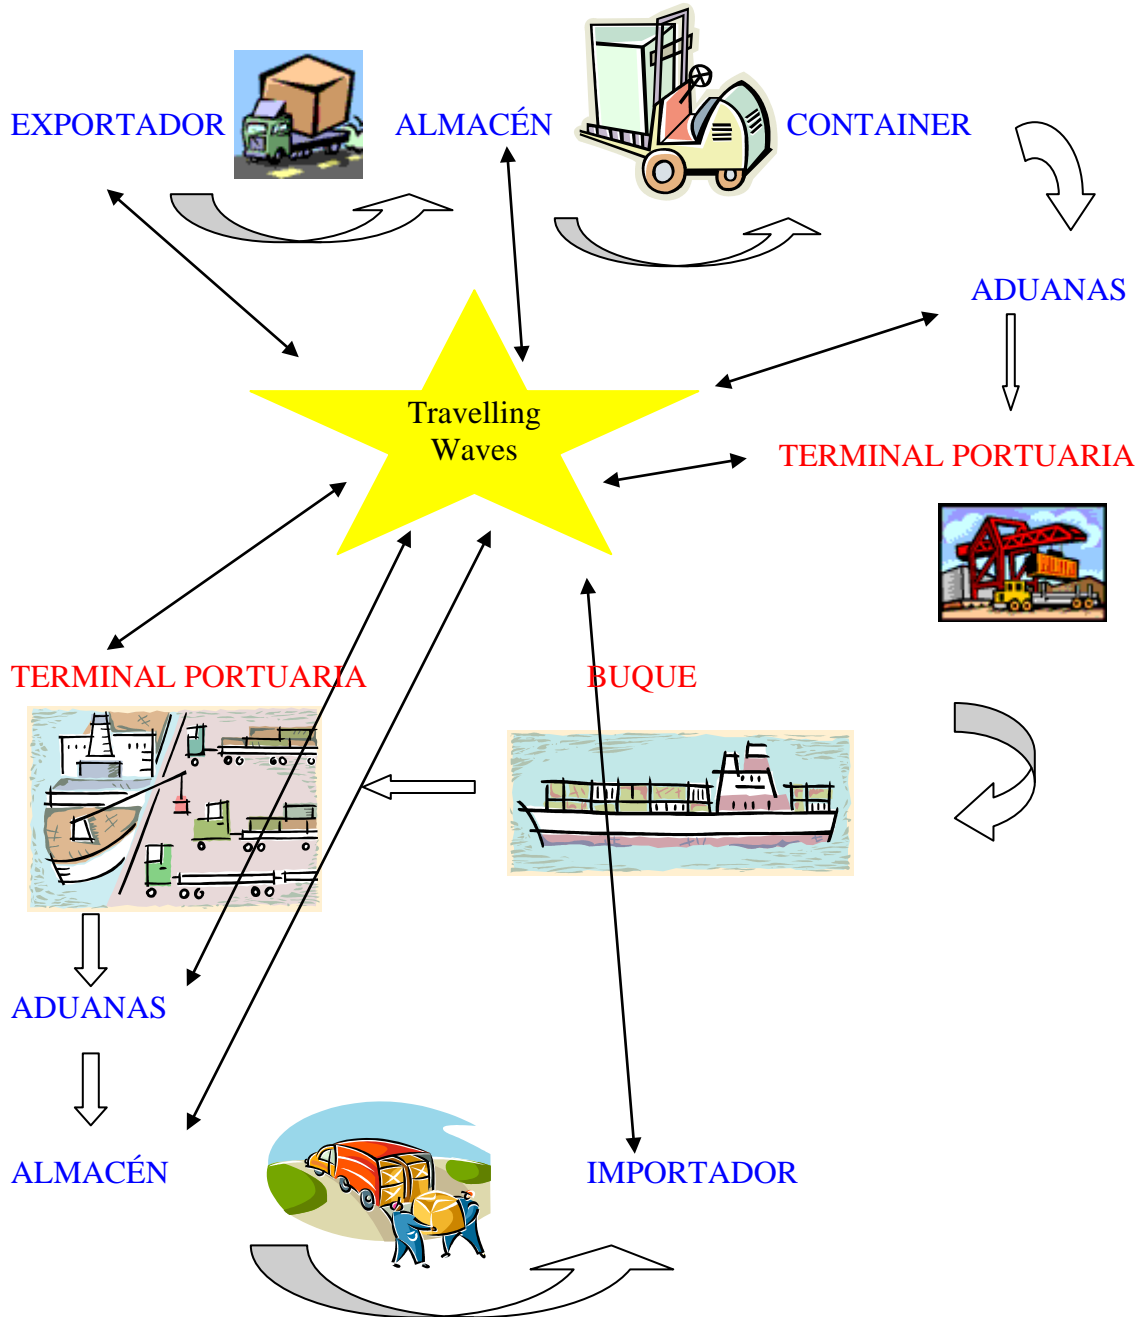 EXPORTADOR
ALMACÉN
CONTAINER
ADUANAS
Travelling
Waves
TERMINAL PORTUARIA
TERMINAL PORTUARIA
BUQUE
ADUANAS
ALMACÉN
IMPORTADOR